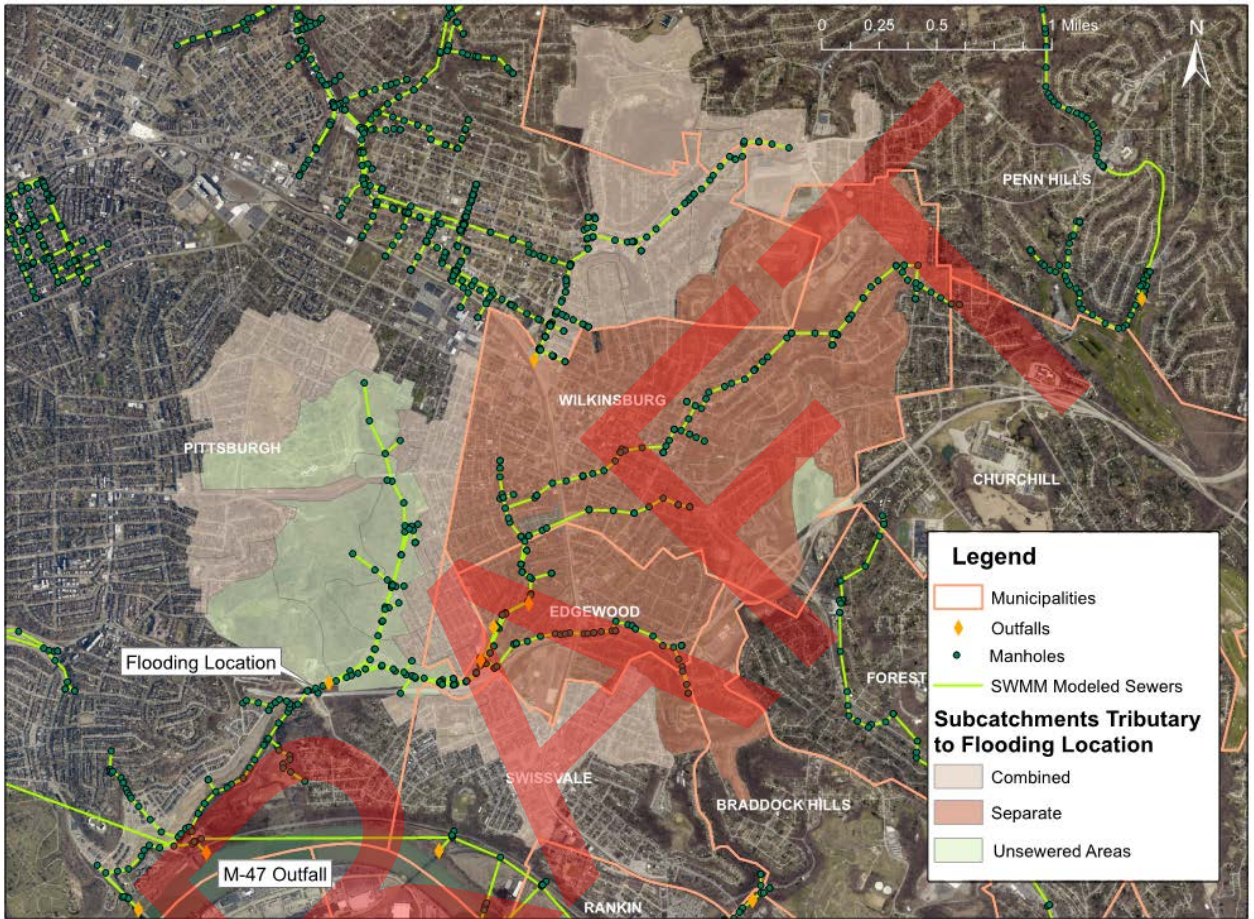 0 0.25 0.5 1 Miles
N
PENN HILLS
WILKINSBURG
PITTSBURGH
CHURCHILL
Legend
Municipalities
Outfalls
Manholes
SWMM Modeled Sewers
Subcatchments Tributary
to Flooding Location
Combined
Separate
Unsewered Areas
EDGEWOOD
Flooding Location
FOREST
SWISSVALE
BRADDOCK HILLS
M-47 Outfall
RANKIN
DRAFT